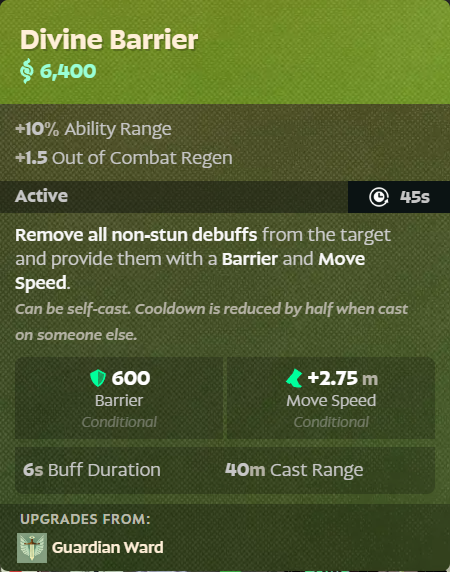 Divine Barrier
6,400
+10% Ability Range
+1.5 Out of Combat Regen
Active 45s
Remove all non-stun debuffs from the target
and provide them with a Barrier and Move
Speed.
Can be self-cast. Cooldown is reduced by half when cast
on someone else.
600 +2.75 m
Barrier Move Speed
Conditional Conditional
6s Buff Duration 40m Cast Range
UPGRADES FROM:
Guardian Ward